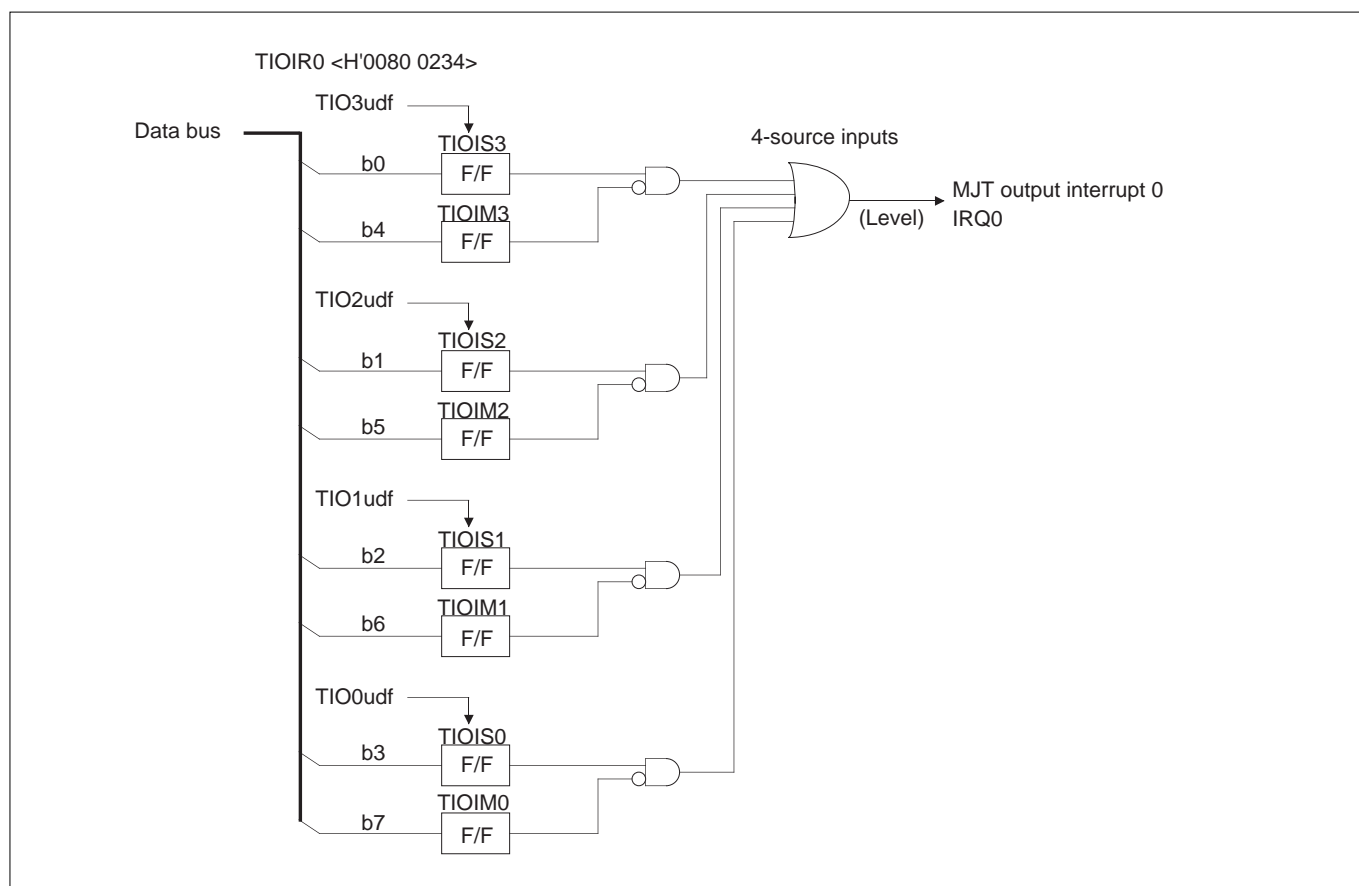 TIOIR0 <H'0080 0234>
TIO3udf
Data bus
TIOIS3
4-source inputs
b0
F/F
MJT output interrupt 0
TIOIM3
(Level)
IRQ0
b4
F/F
TIO2udf
TIOIS2
b1
F/F
TIOIM2
b5
F/F
TIO1udf
TIOIS1
b2
F/F
TIOIM1
b6
F/F
TIO0udf
TIOIS0
b3
F/F
TIOIM0
b7
F/F